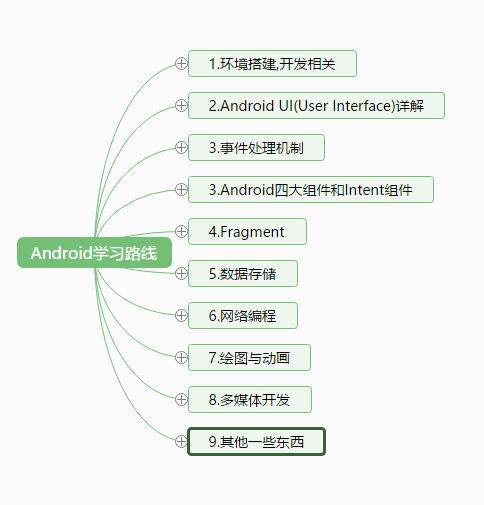 Android学习路线
1.环境搭建,开发相关
2.Android UI(User Interface)详解
3.事件处理机制
3.Android四大组件和Intent组件
4.Fragment
5.数据存储
6.网络编程
7.绘图与动画
8.多媒体开发
9.其他一些东西